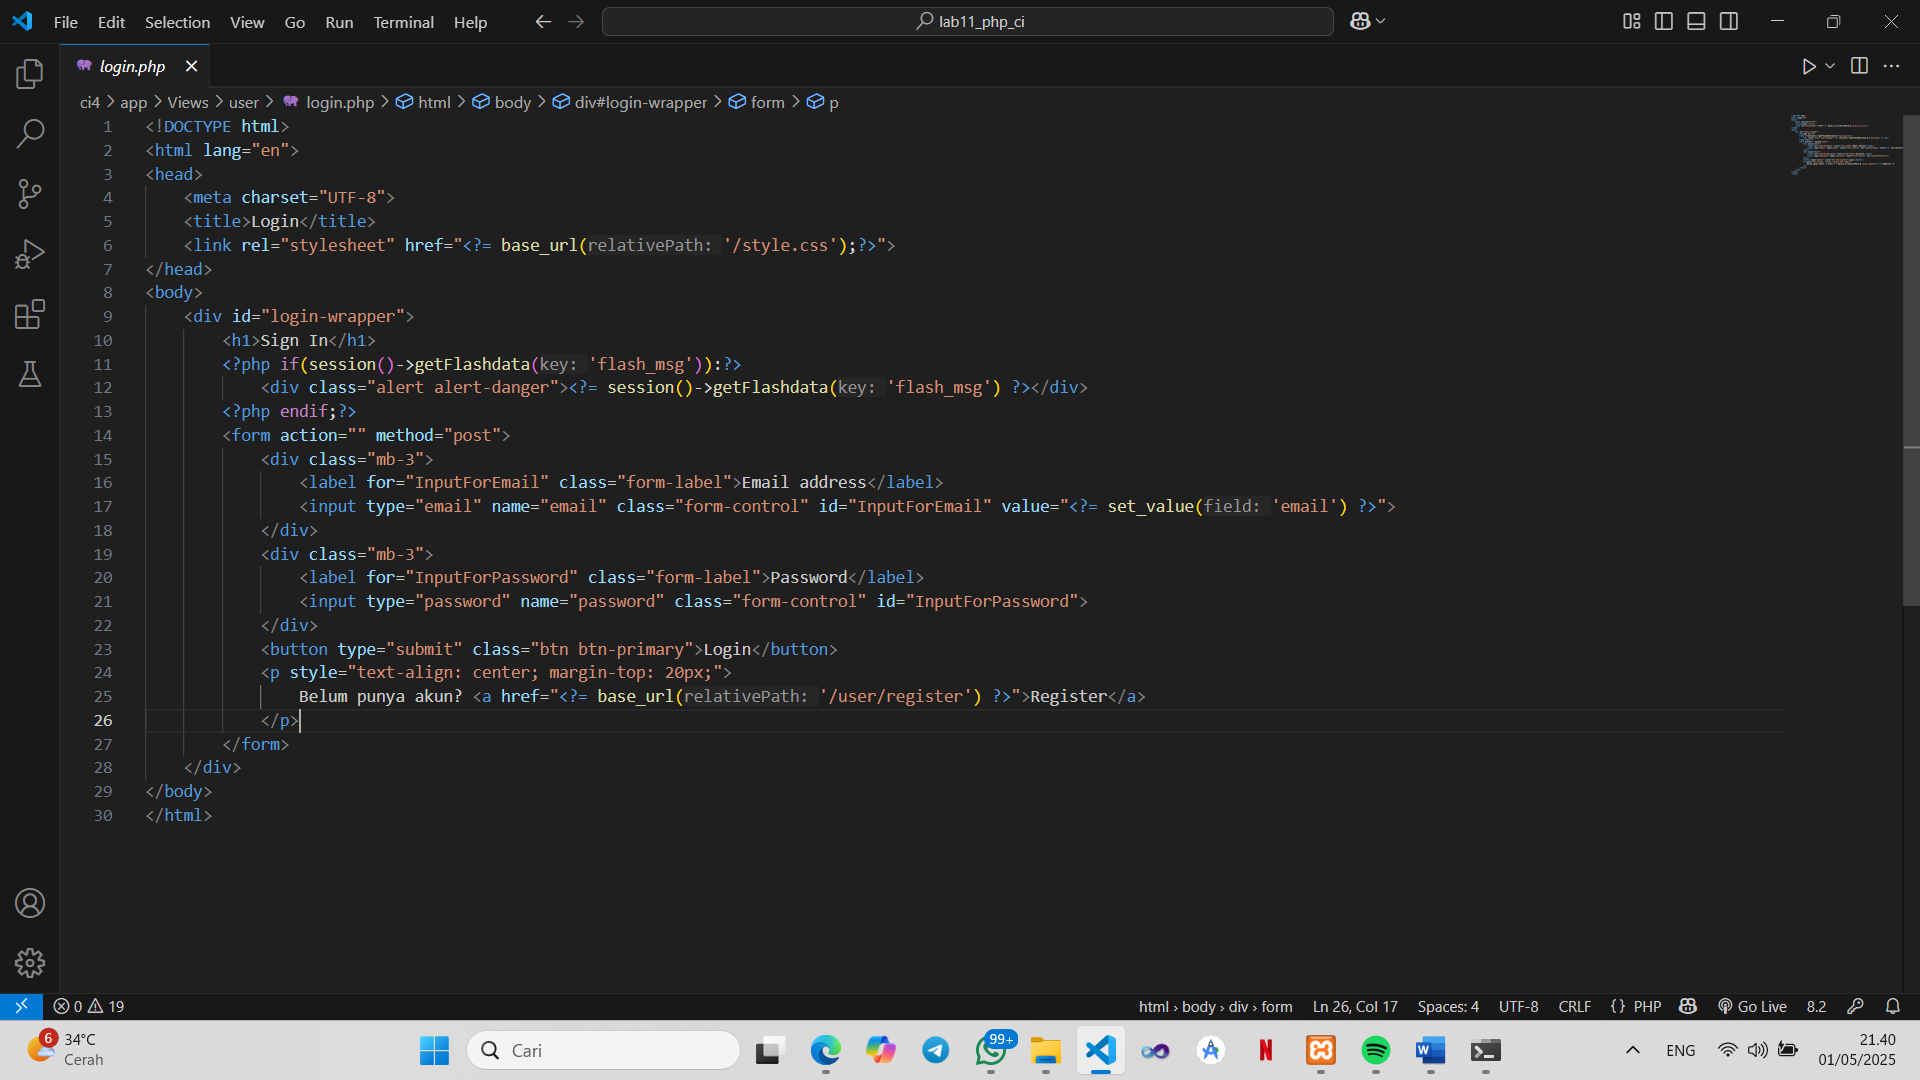 File Edit Selection View Go Run Terminal Help lab11_php_ci
login.php
ci4 > app > Views > user > login.php > html > body > div#login-wrapper > form > p
1 <!DOCTYPE html>
2 <html lang="en">
3 <head>
4 <meta charset="UTF-8">
5 <title>Login</title>
6 <link rel="stylesheet" href="<?= base_url(relativePath: '/style.css');?>">
7 </head>
8 <body>
9 <div id="login-wrapper">
10 <h1>Sign In</h1>
11 <?php if(session()->getFlashdata(key: 'flash_msg')):?>
12 <div class="alert alert-danger"><?= session()->getFlashdata(key: 'flash_msg') ?></div>
13 <?php endif;?>
14 <form action="" method="post">
15 <div class="mb-3">
16 <label for="InputForEmail" class="form-label">Email address</label>
17 <input type="email" name="email" class="form-control" id="InputForEmail" value="<?= set_value(field: 'email') ?>">
18 </div>
19 <div class="mb-3">
20 <label for="InputForPassword" class="form-label">Password</label>
21 <input type="password" name="password" class="form-control" id="InputForPassword">
22 </div>
23 <button type="submit" class="btn btn-primary">Login</button>
24 <p style="text-align: center; margin-top: 20px;">
25 Belum punya akun? <a href="<?= base_url(relativePath: '/user/register') ?>">Register</a>
26 </p>
27 </form>
28 </div>
29 </body>
30 </html>
0 19 html › body › div › form Ln 26, Col 17 Spaces: 4 UTF-8 CRLF {} PHP Go Live 8.2
6 34°C
Cerah
Cari
99+
ENG
21.40
01/05/2025